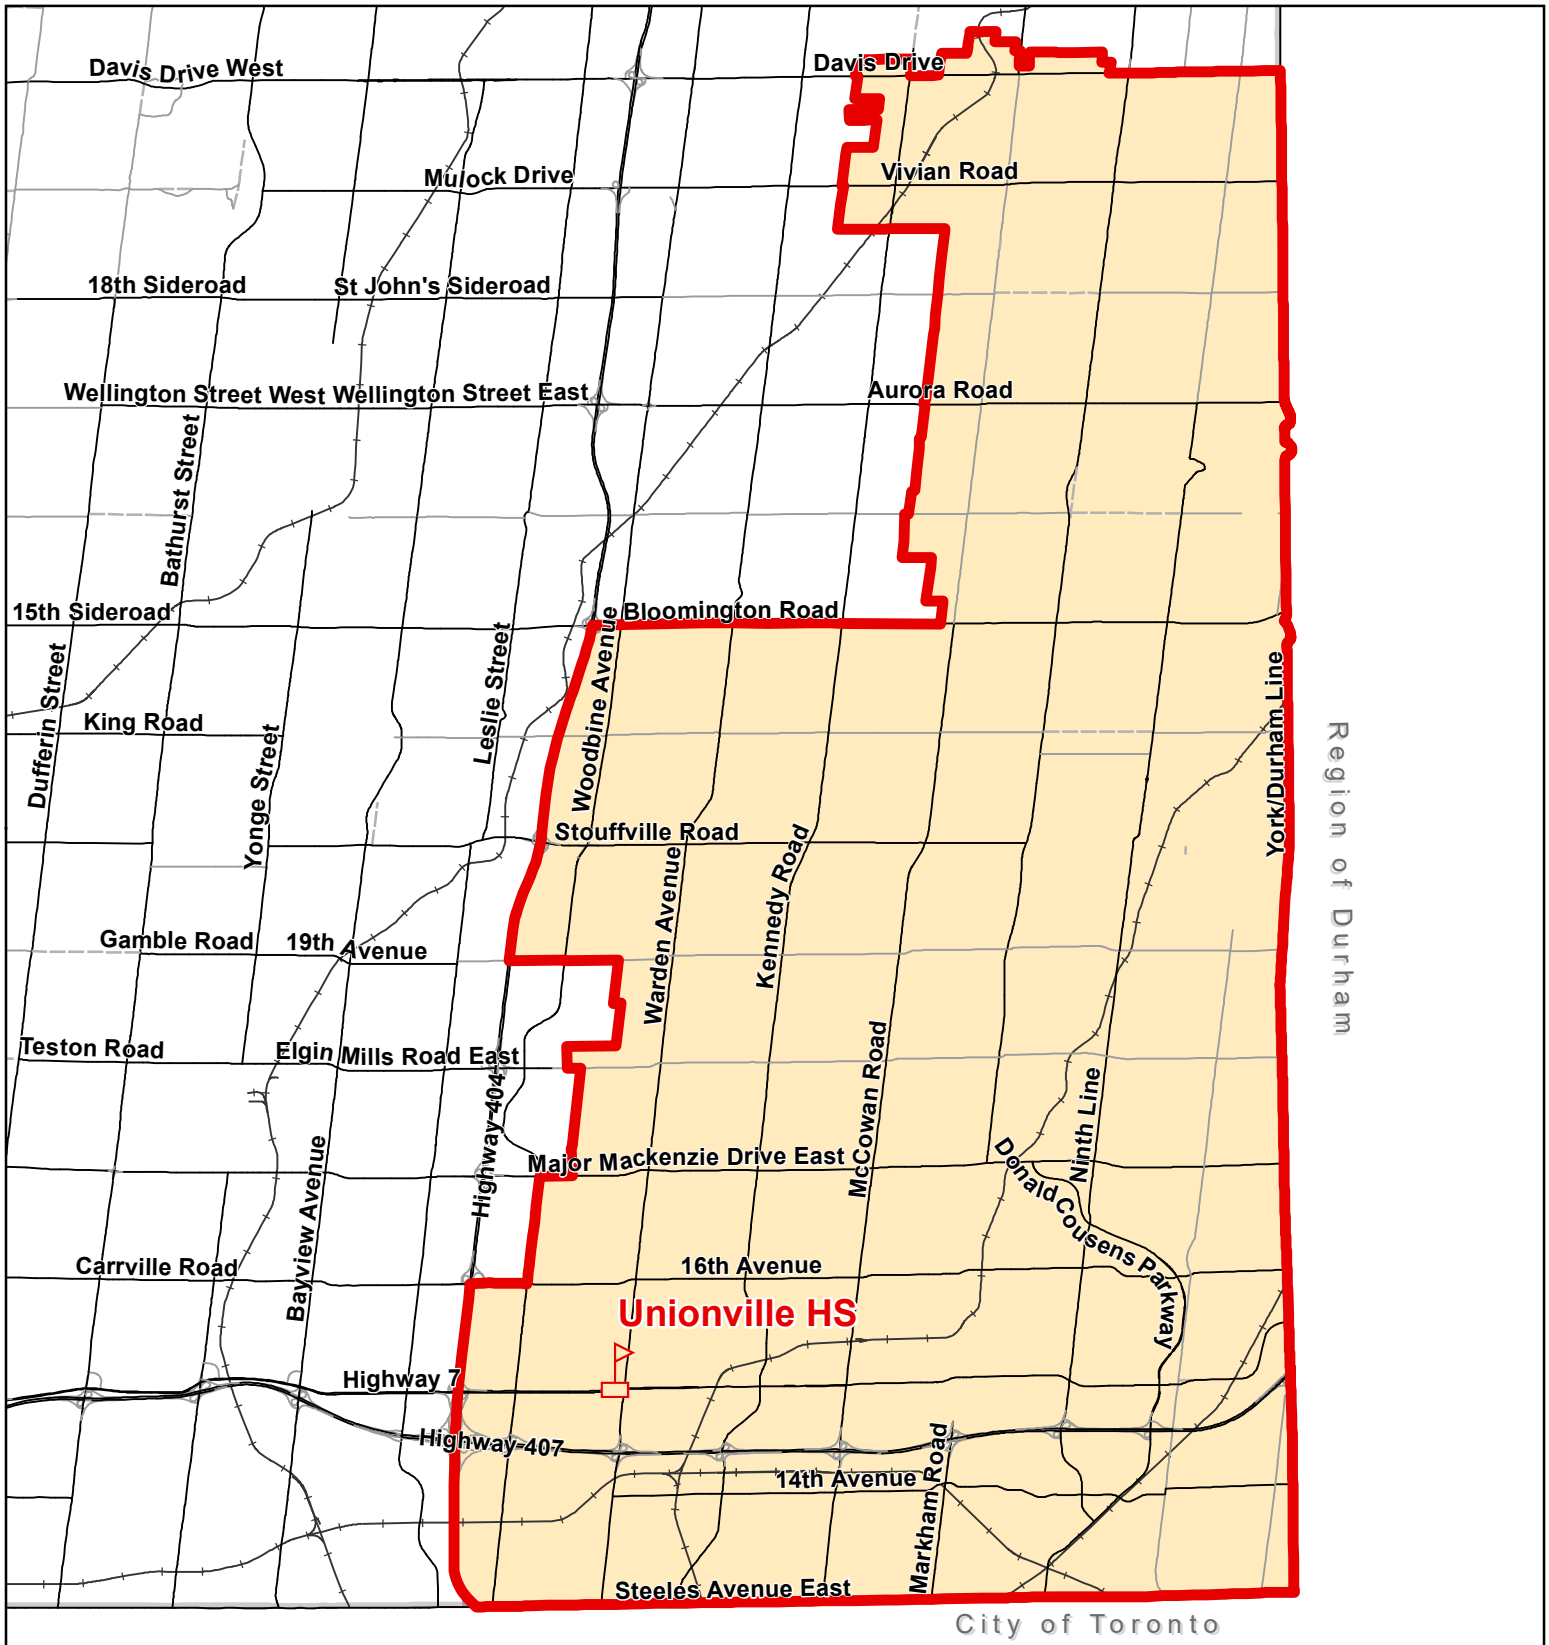 Davis Drive West
Davis Drive
Mulock Drive
Vivian Road
18th Sideroad
St John's Sideroad
Wellington Street West
Wellington Street East
Aurora Road
Bathurst Street
15th Sideroad
Bloomington Road
Dufferin Street
King Road
Yonge Street
Leslie Street
Woodbine Avenue
York/Durham Line
Region of Durham
Stouffville Road
Warden Avenue
Kennedy Road
Gamble Road
19th Avenue
Teston Road
Elgin Mills Road East
Highway 404
McCowan Road
Ninth Line
Major Mackenzie Drive East
Donald Cousens Parkway
Bayview Avenue
Carrville Road
16th Avenue
Unionville HS
Highway 7
Highway 407
14th Avenue
Markham Road
Steeles Avenue East
City of Toronto